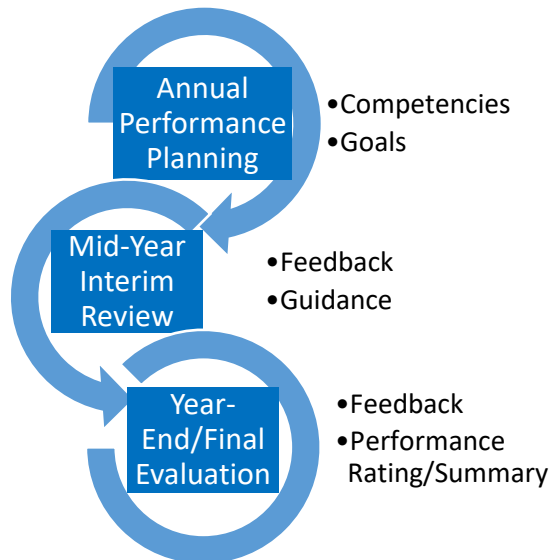 Annual
Performance
Planning
•Competencies
•Goals
Mid-Year
Interim
Review
•Feedback
•Guidance
Year-
End/Final
Evaluation
•Feedback
•Performance
Rating/Summary